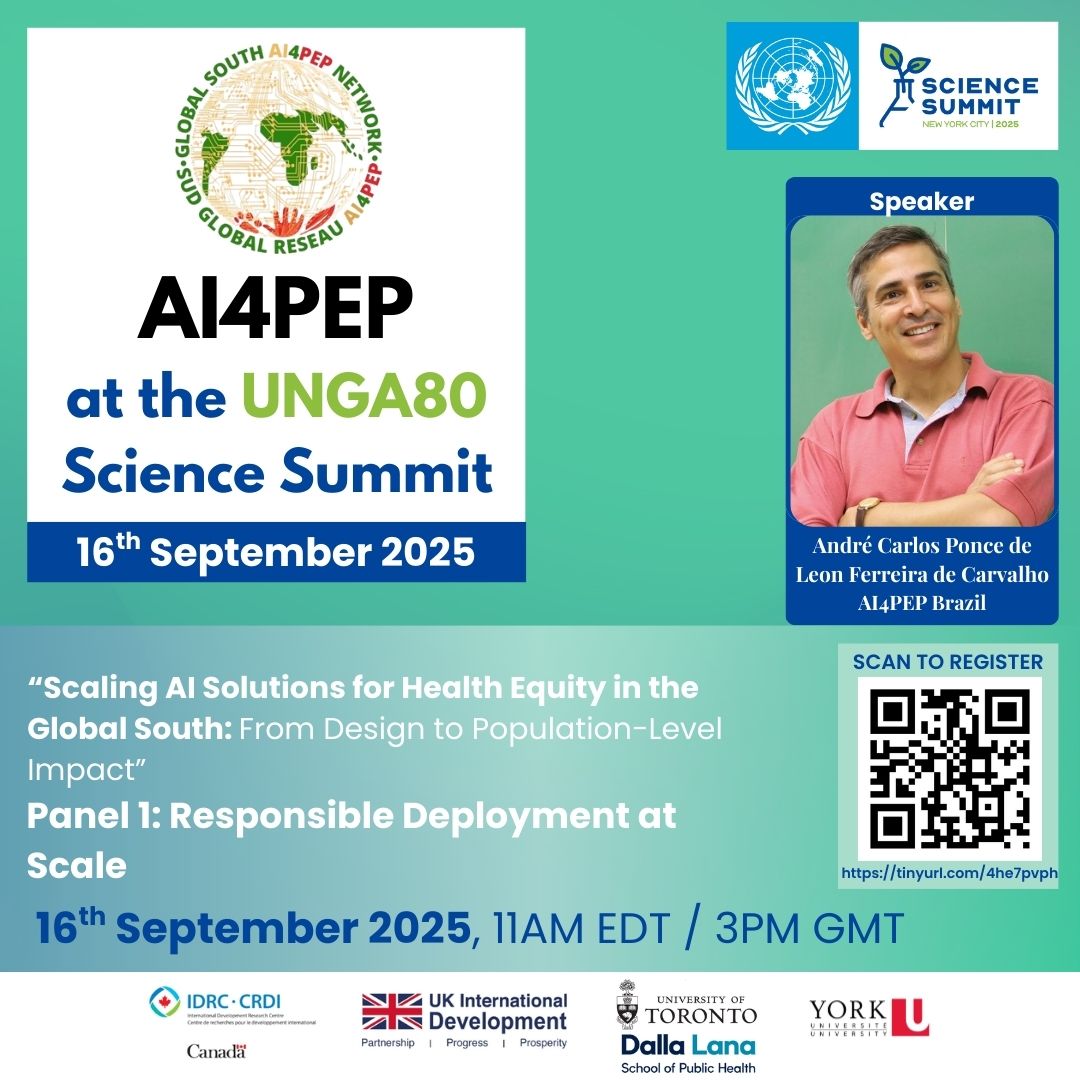 GLOBAL SOUTH AI4PEP NETWORK
SUD GLOBAL RESEAU AI4PEP
AI4PEP
at the UNGA80
Science Summit
16th September 2025
SCIENCE
SUMMIT
NEW YORK CITY | 2025
Speaker
André Carlos Ponce de
Leon Ferreira de Carvalho
AI4PEP Brazil
“Scaling AI Solutions for Health Equity in the
Global South: From Design to Population-Level
Impact”
Panel 1: Responsible Deployment at
Scale
16th September 2025, 11AM EDT / 3PM GMT
SCAN TO REGISTER
https://tinyurl.com/4he7pvph
IDRC · CRDI
International Development Research Centre
Centre de recherches pour le développement international
Canada
UK International
Development
Partnership | Progress | Prosperity
UNIVERSITY OF
TORONTO
Dalla Lana
School of Public Health
YORK U
UNIVERSITÉ
UNIVERSITY